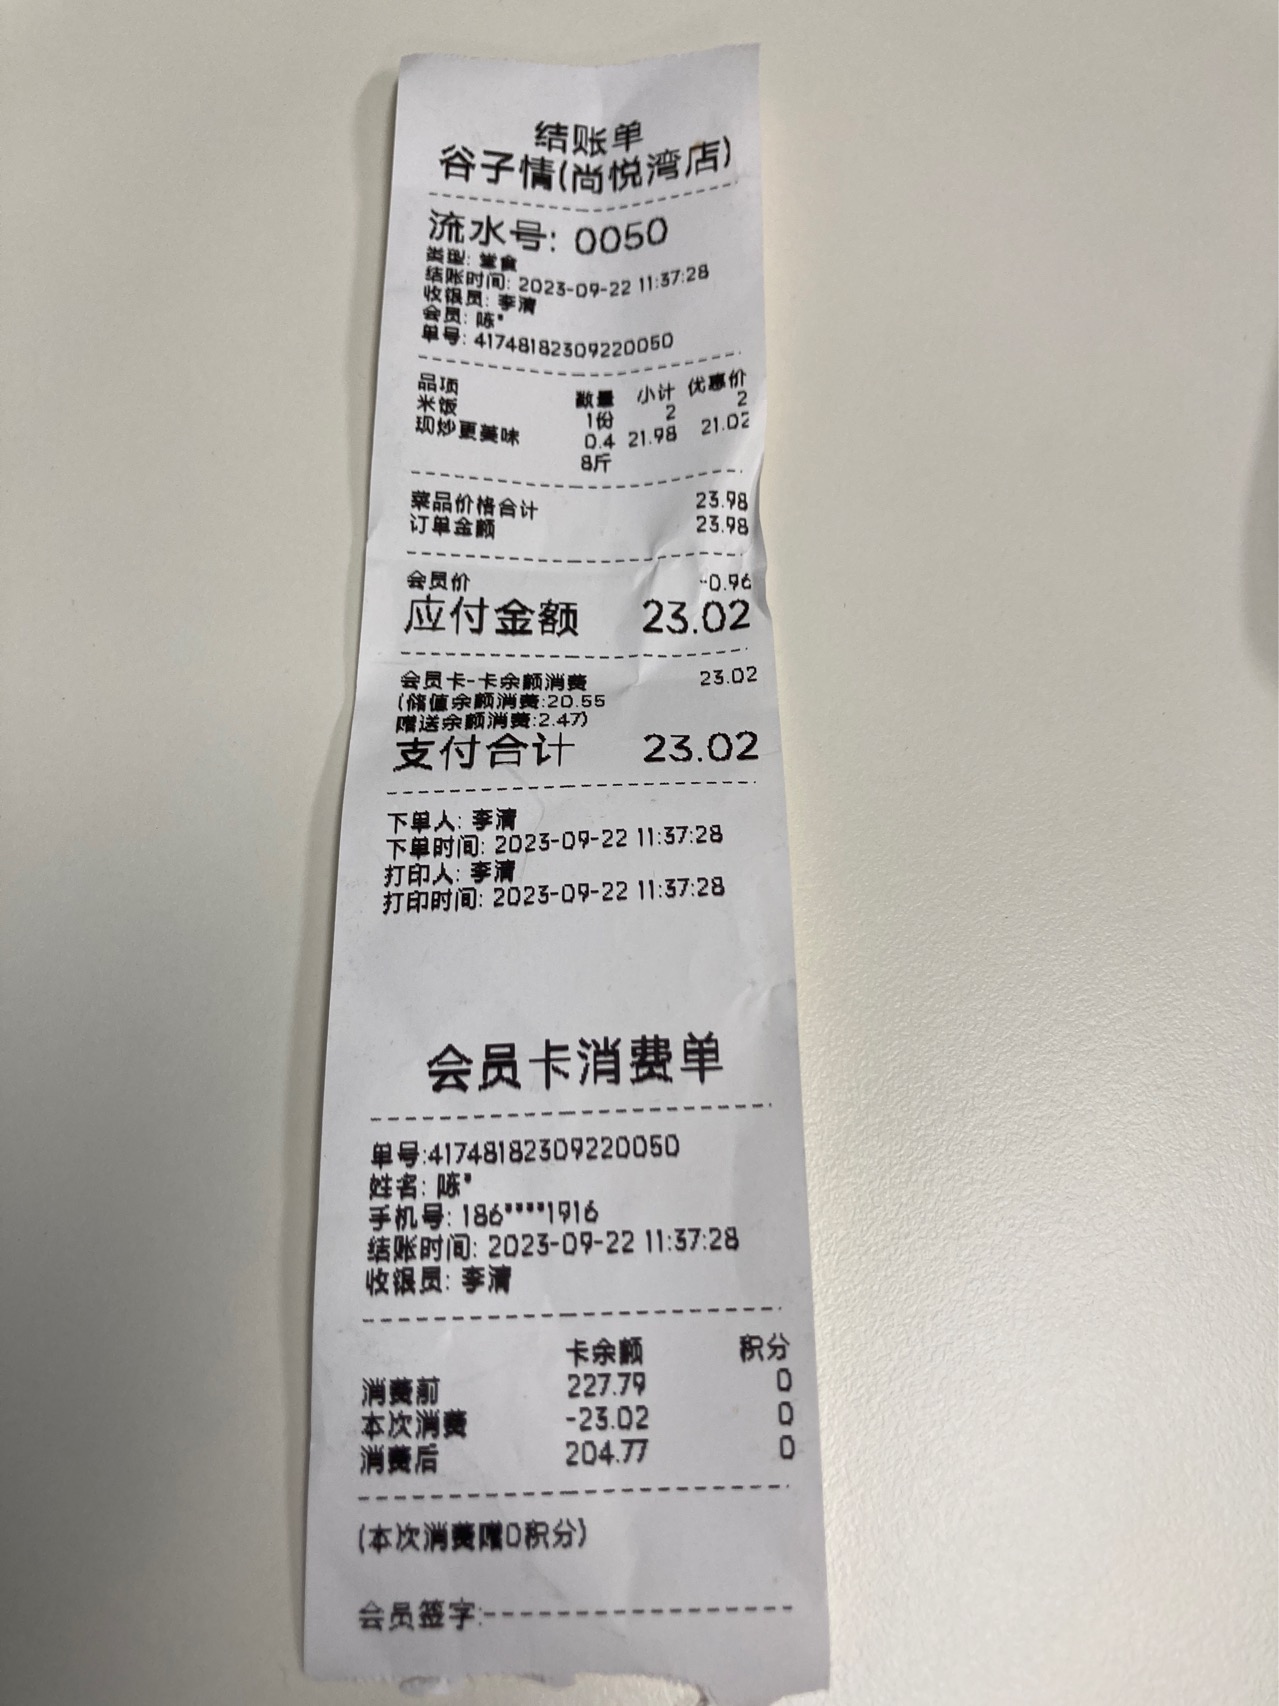 结账单
谷子情(尚悦湾店)
流水号: 0050
类型: 堂食
结账时间: 2023-09-22 11:37:28
收银员: 李清
会员: 陈*
单号: 41748182309220050
品项 数量 小计 优惠价
米饭 1份 2 2
现炒更美味 0.4 21.98 21.02
8斤
菜品价格合计 23.98
订单金额 23.98
会员价 -0.96
应付金额 23.02
会员卡-卡余额消费 23.02
(储值余额消费:20.55
赠送余额消费:2.47)
支付合计 23.02
下单人: 李清
下单时间: 2023-09-22 11:37:28
打印人: 李清
打印时间: 2023-09-22 11:37:28
会员卡消费单
单号:41748182309220050
姓名: 陈*
手机号: 186****1916
结账时间: 2023-09-22 11:37:28
收银员: 李清
卡余额 积分
消费前 227.79 0
本次消费 -23.02 0
消费后 204.77 0
(本次消费赠0积分)
会员签字: